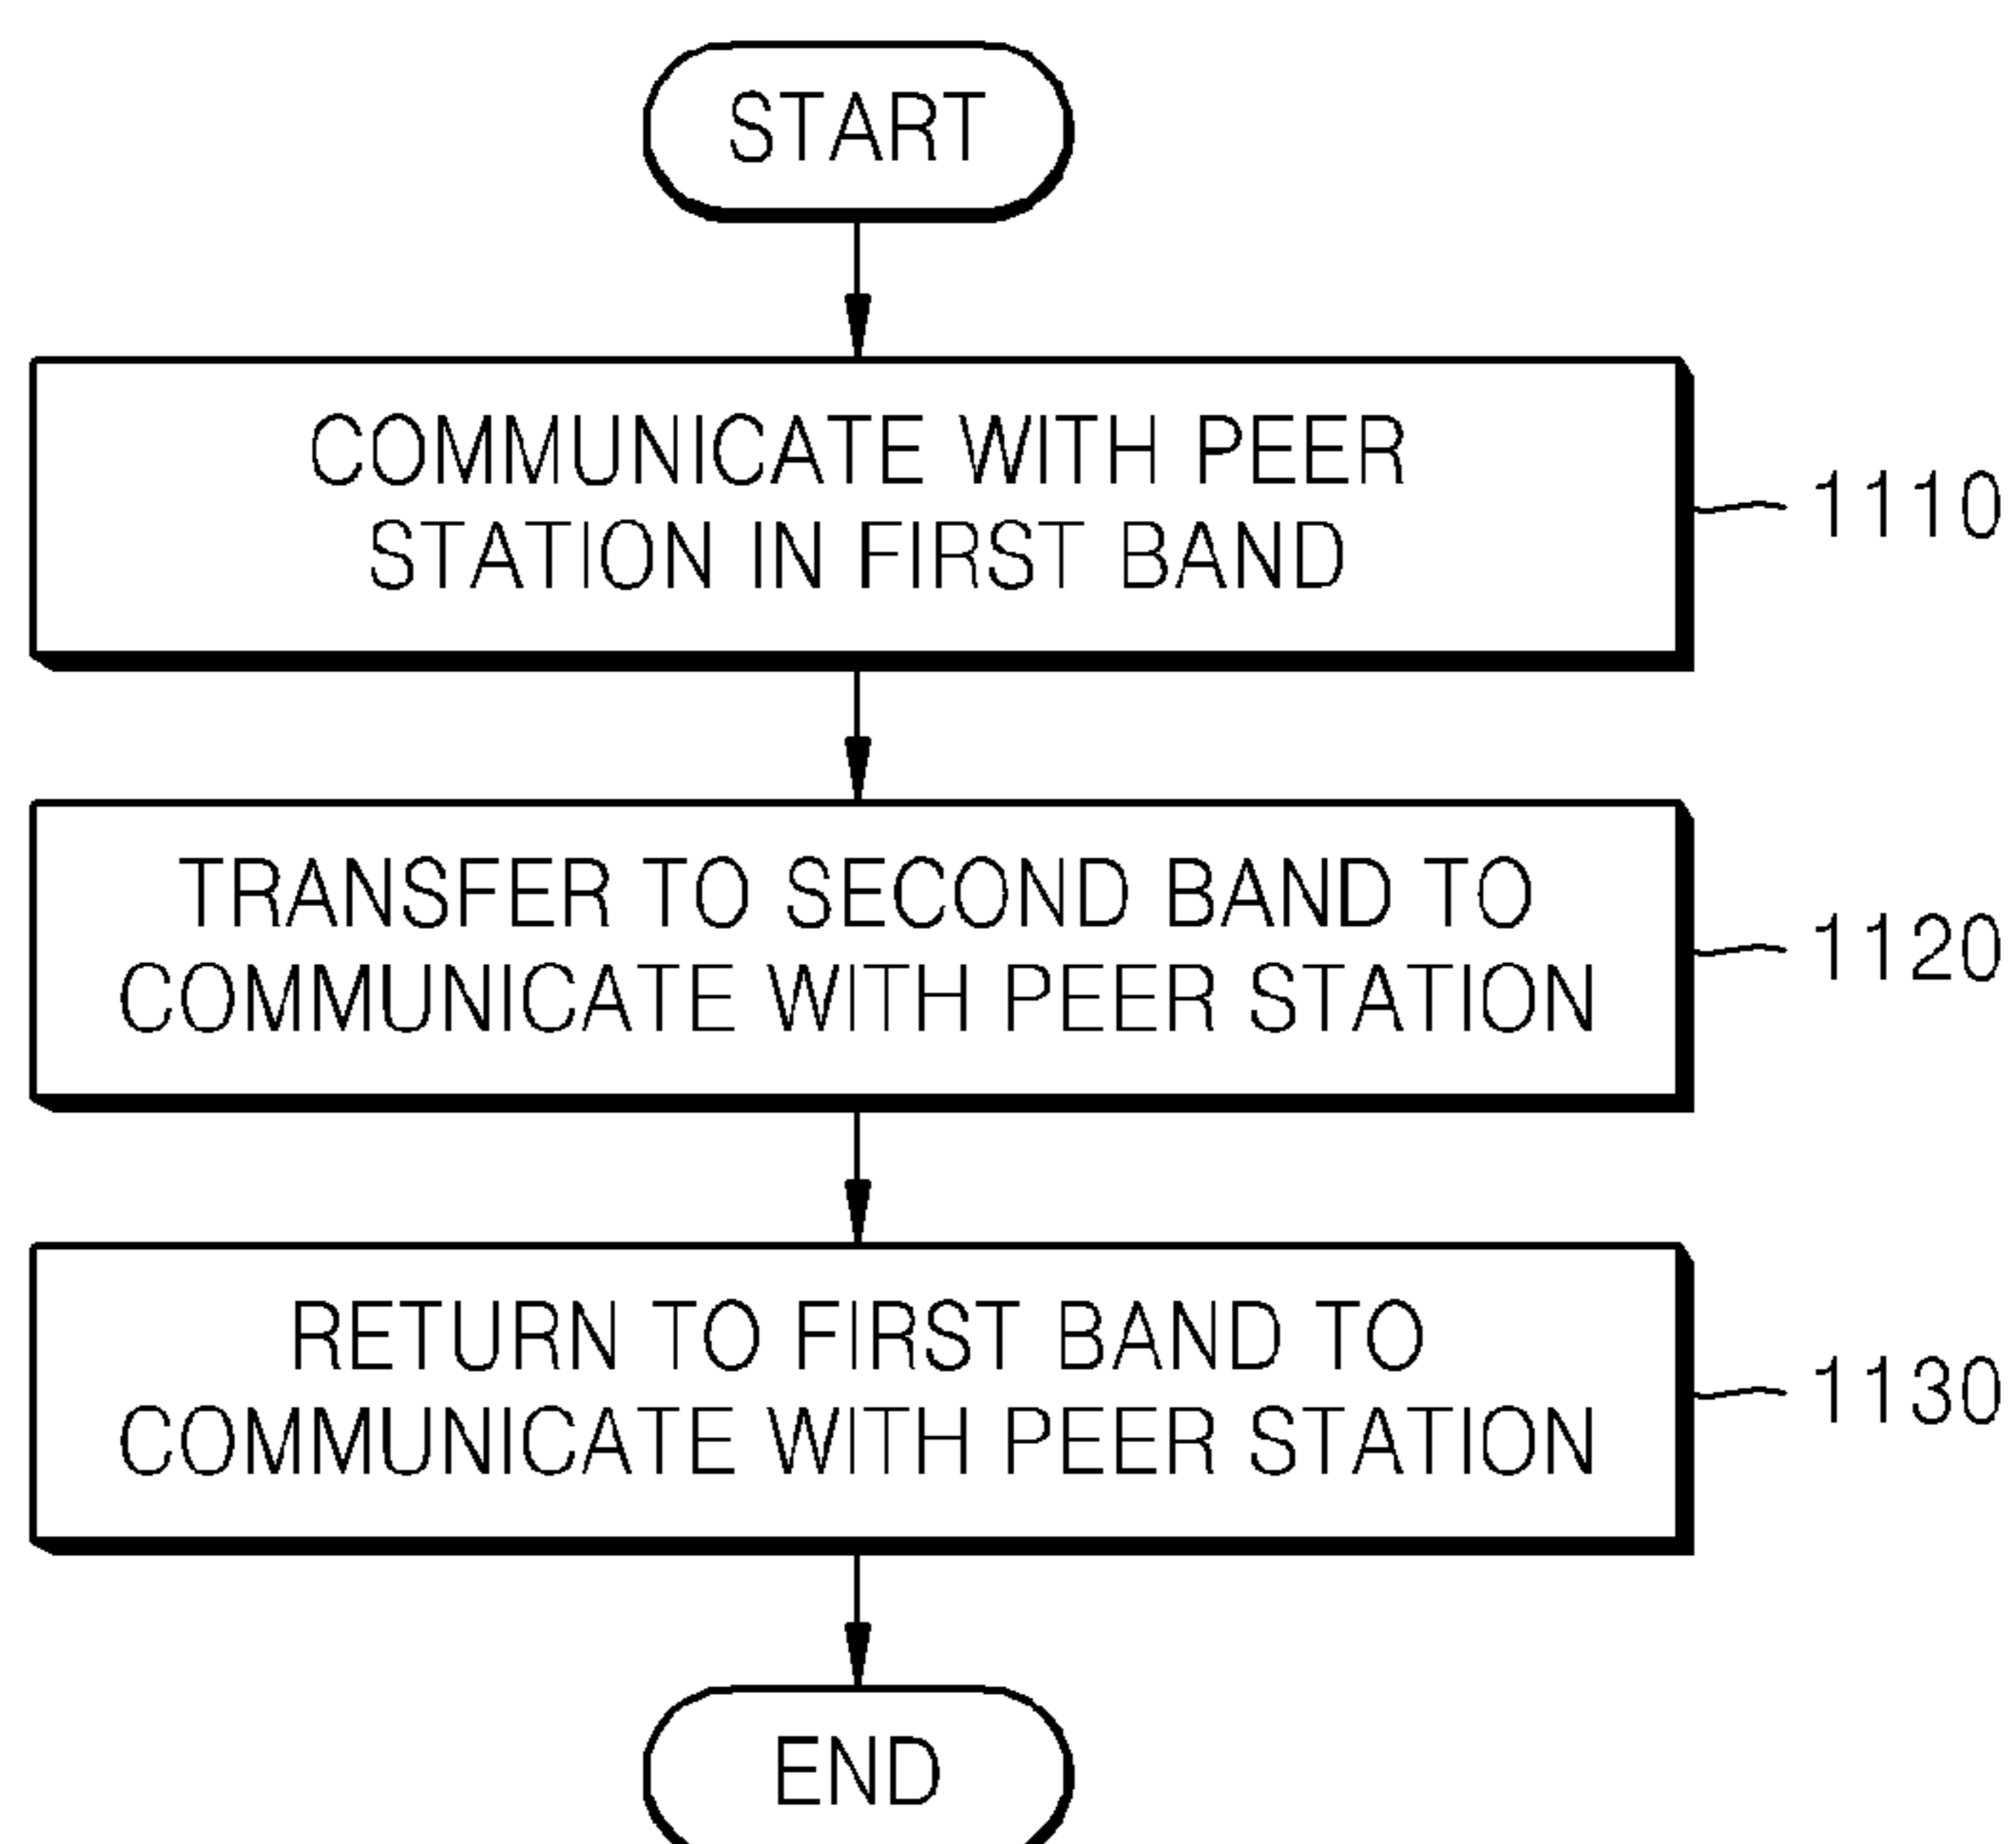 START
COMMUNICATE WITH PEER
STATION IN FIRST BAND
1110
TRANSFER TO SECOND BAND TO
COMMUNICATE WITH PEER STATION
1120
RETURN TO FIRST BAND TO
COMMUNICATE WITH PEER STATION
1130
END